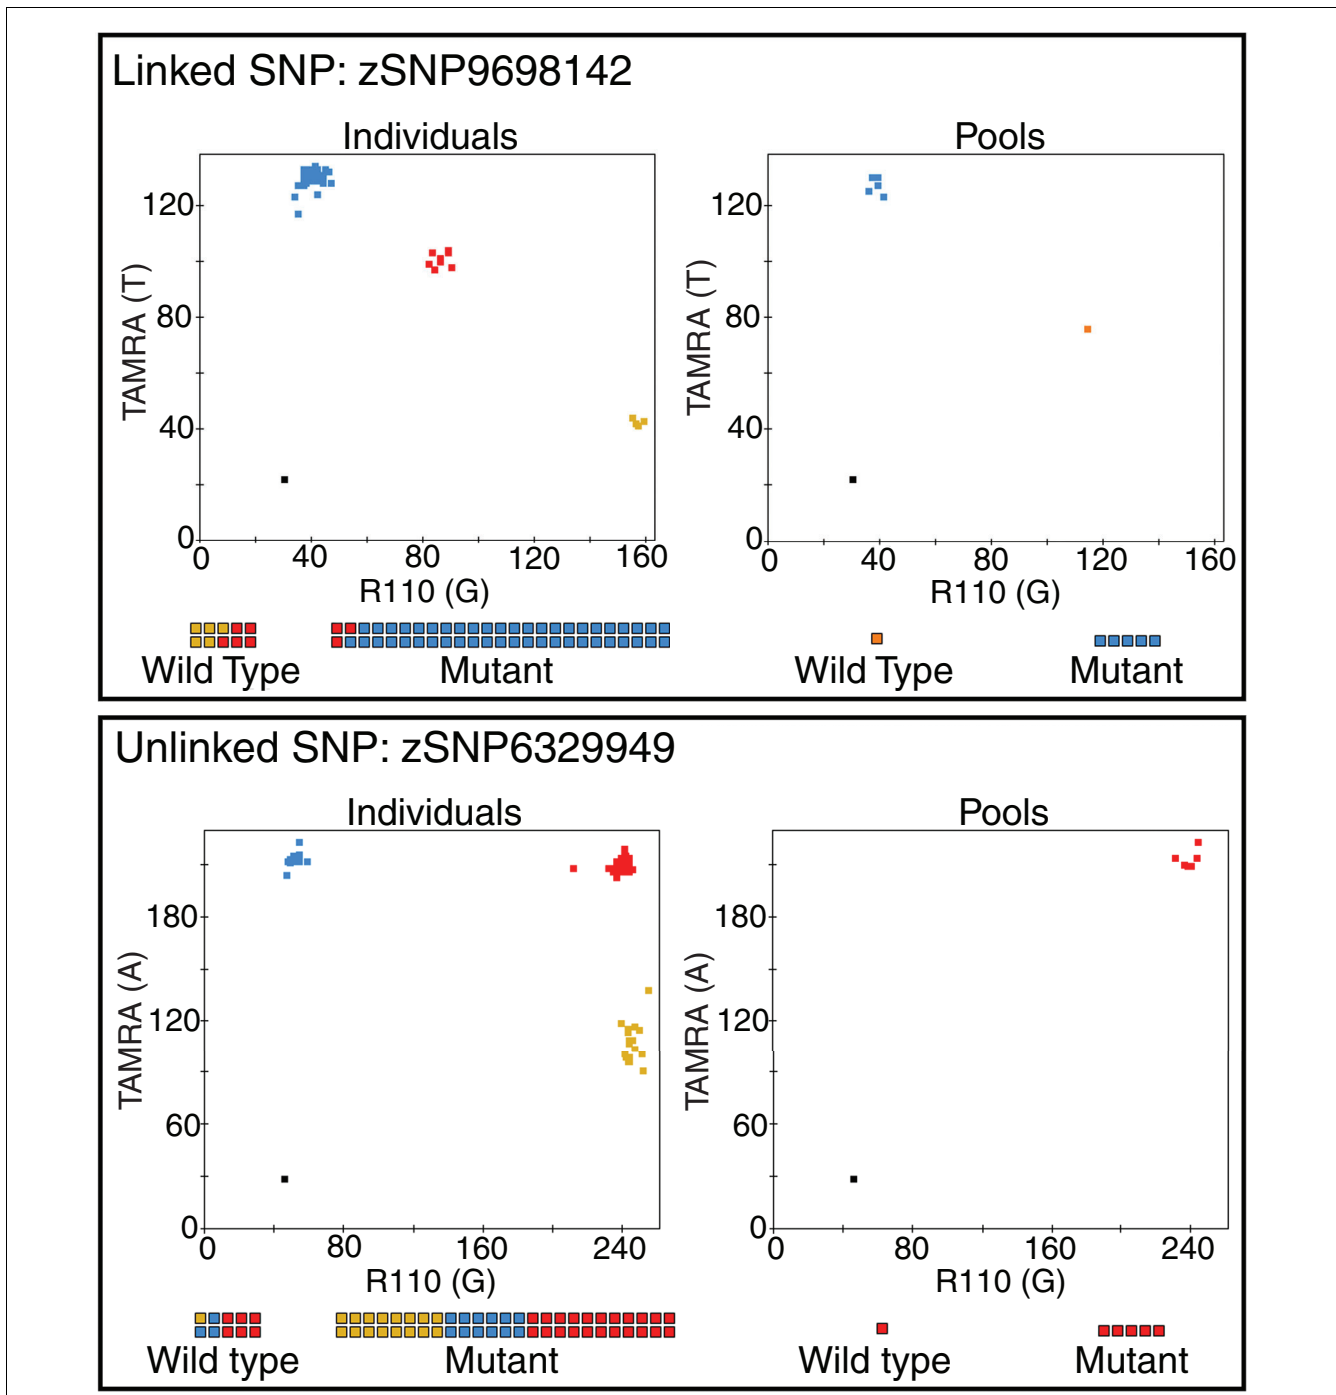 Linked SNP: zSNP9698142
Individuals
Pools
TAMRA (T)
120
80
40
0
0 40 80 120 160
R110 (G)
TAMRA (T)
120
80
40
0
0 40 80 120 160
R110 (G)
Wild Type
Mutant
Wild Type
Mutant
Unlinked SNP: zSNP6329949
Individuals
Pools
TAMRA (A)
180
120
60
0
0 80 160 240
R110 (G)
TAMRA (A)
180
120
60
0
0 80 160 240
R110 (G)
Wild type
Mutant
Wild type
Mutant